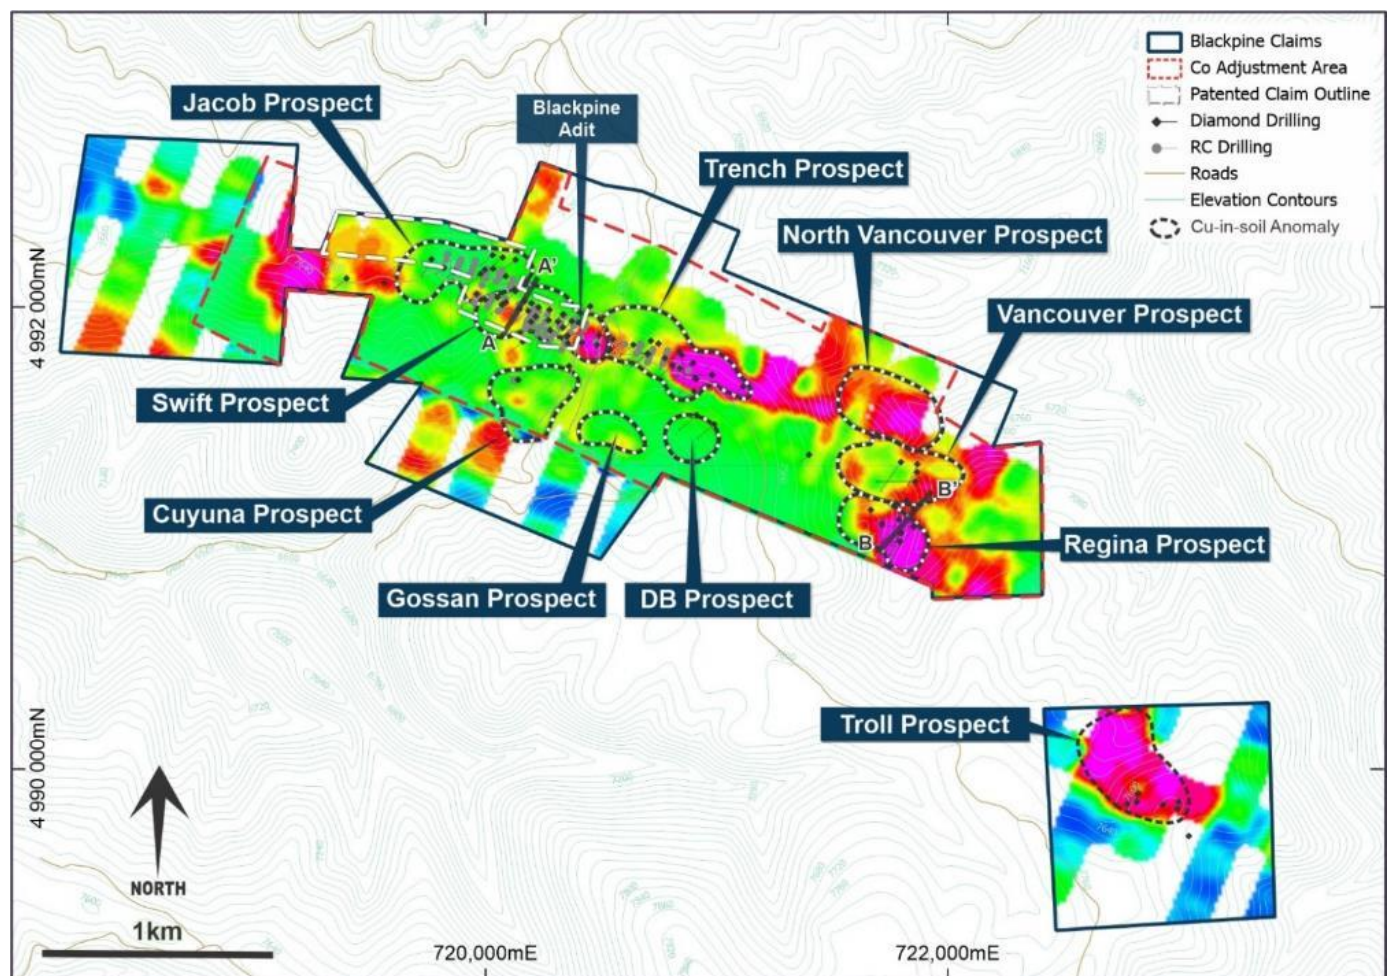 Blackpine Claims
Co Adjustment Area
Patented Claim Outline
Diamond Drilling
RC Drilling
Roads
Elevation Contours
Cu-in-soil Anomaly
Jacob Prospect
Blackpine
Adit
Trench Prospect
North Vancouver Prospect
Vancouver Prospect
A'
A
Swift Prospect
Cuyuna Prospect
Gossan Prospect
DB Prospect
B'
B
Regina Prospect
Troll Prospect
4 992 000mN
4 990 000mN
NORTH
1km
720,000mE
722,000mE